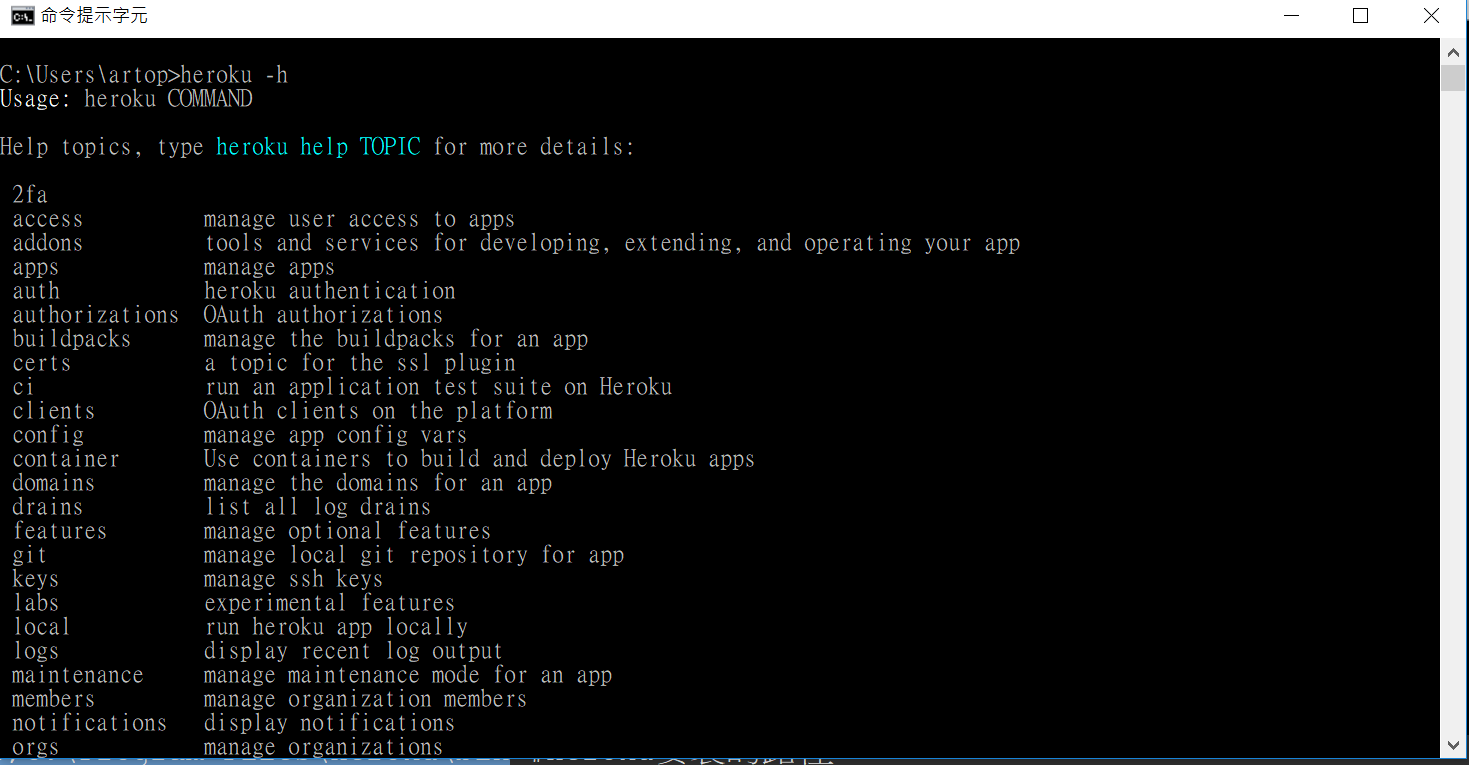 命令提示字元
C:\Users\artop>heroku -h
Usage: heroku COMMAND
Help topics, type heroku help TOPIC for more details:
2fa
access manage user access to apps
addons tools and services for developing, extending, and operating your app
apps manage apps
auth heroku authentication
authorizations OAuth authorizations
buildpacks manage the buildpacks for an app
certs a topic for the ssl plugin
ci run an application test suite on Heroku
clients OAuth clients on the platform
config manage app config vars
container Use containers to build and deploy Heroku apps
domains manage the domains for an app
drains list all log drains
features manage optional features
git manage local git repository for app
keys manage ssh keys
labs experimental features
local run heroku app locally
logs display recent log output
maintenance manage maintenance mode for an app
members manage organization members
notifications display notifications
orgs manage organizations